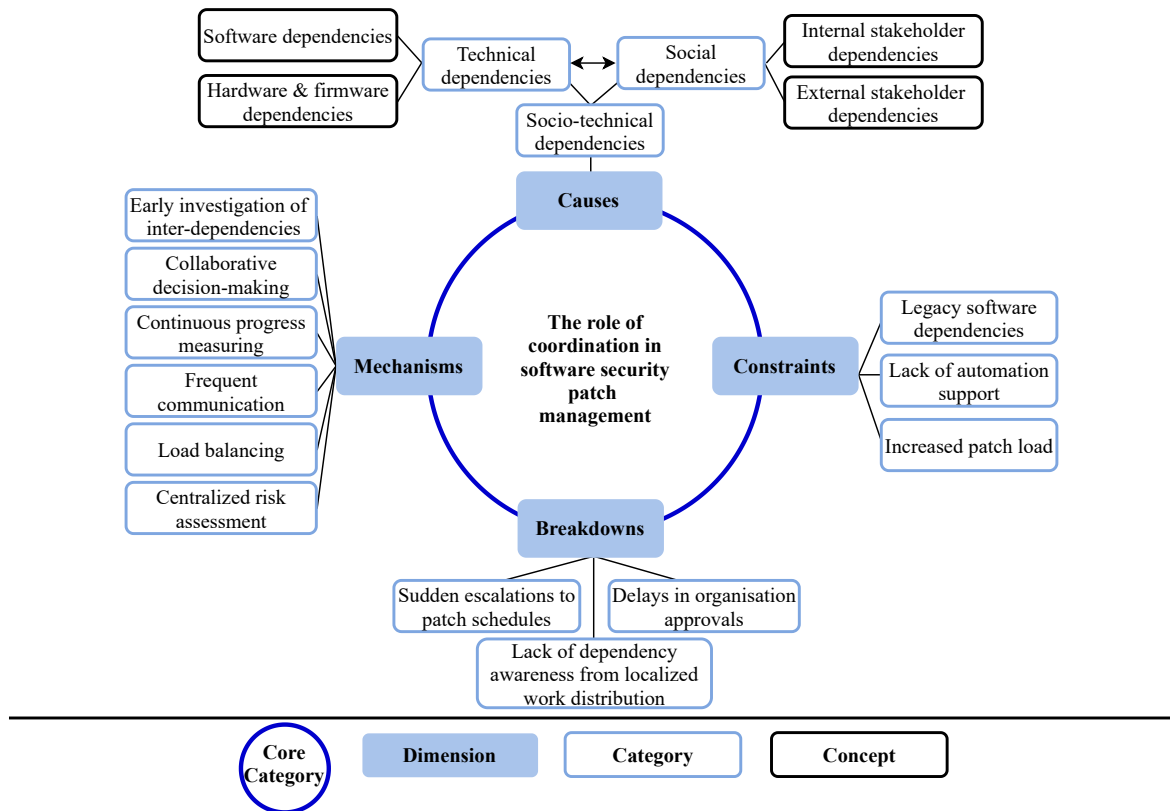 Software dependencies
Hardware & firmware
dependencies
Technical
dependencies
Social
dependencies
Internal stakeholder
dependencies
External stakeholder
dependencies
Socio-technical
dependencies
Causes
Early investigation of
inter-dependencies
Collaborative
decision-making
Continuous progress
measuring
Frequent
communication
Load balancing
Centralized risk
assessment
Mechanisms
The role of
coordination in
software security
patch
management
Constraints
Legacy software
dependencies
Lack of automation
support
Increased patch load
Breakdowns
Sudden escalations to
patch schedules
Delays in organisation
approvals
Lack of dependency
awareness from localized
work distribution
Core
Category
Dimension
Category
Concept